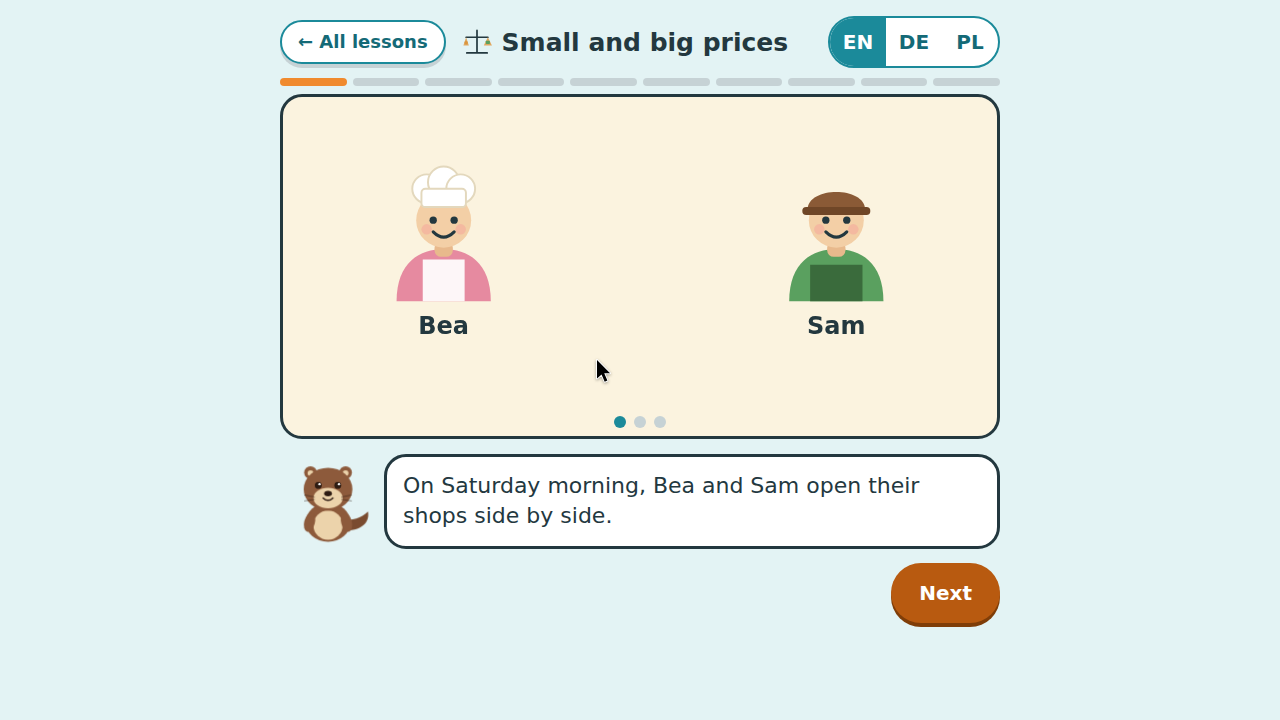 ← All lessons
Small and big prices
EN DE PL
Bea
Sam
On Saturday morning, Bea and Sam open their
shops side by side.
Next